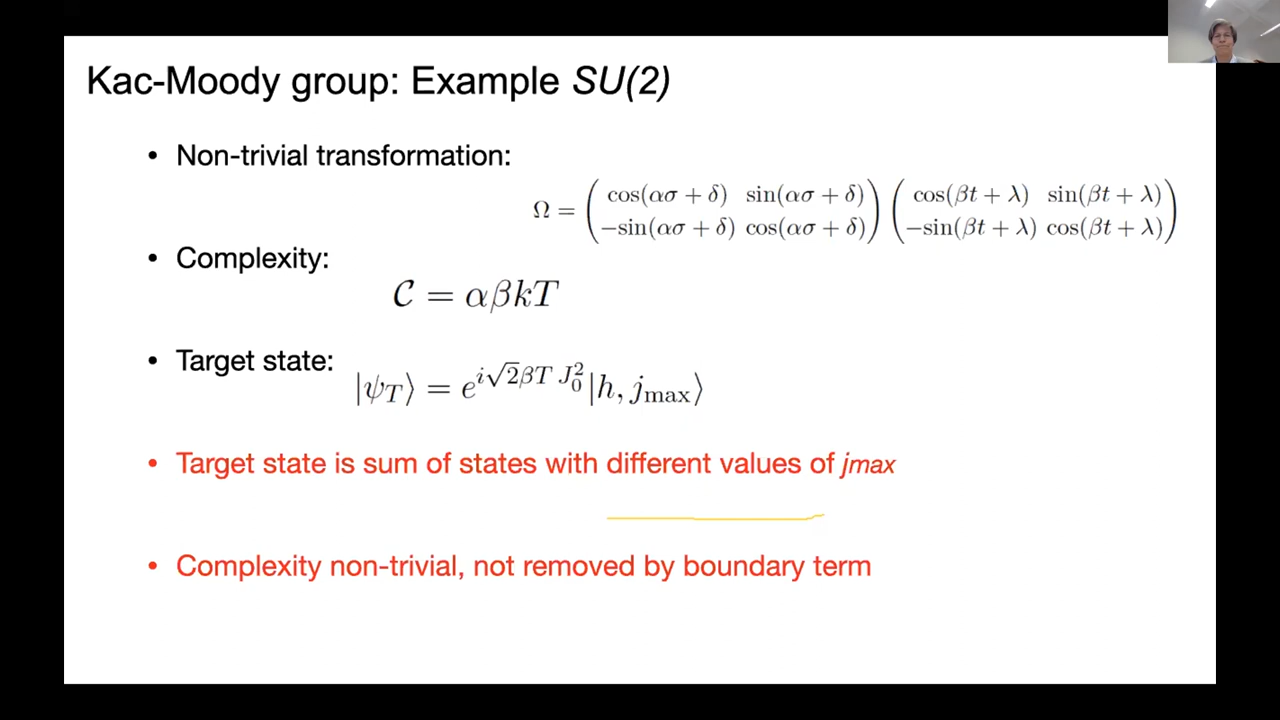 Kac-Moody group: Example SU(2)
• Non-trivial transformation:
Ω = ( cos(ασ + δ) sin(ασ + δ) ) ( cos(βt + λ) sin(βt + λ) )
( −sin(ασ + δ) cos(ασ + δ) ) ( −sin(βt + λ) cos(βt + λ) )
• Complexity:
𝒞 = αβkT
• Target state:
|ψ_T⟩ = e^{i√2βT J_0^2}|h, j_max⟩
• Target state is sum of states with different values of jmax
• Complexity non-trivial, not removed by boundary term